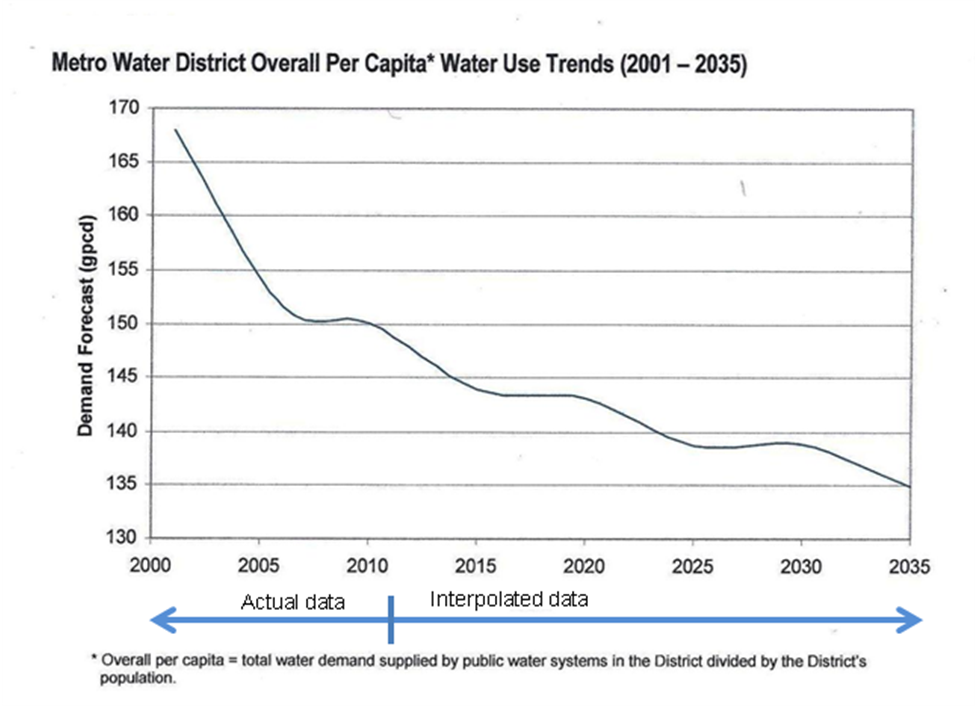 Metro Water District Overall Per Capita* Water Use Trends (2001 – 2035)
Demand Forecast (gpcd)
170
165
160
155
150
145
140
135
130
2000 2005 2010 2015 2020 2025 2030 2035
Actual data Interpolated data
* Overall per capita = total water demand supplied by public water systems in the District divided by the District's
population.